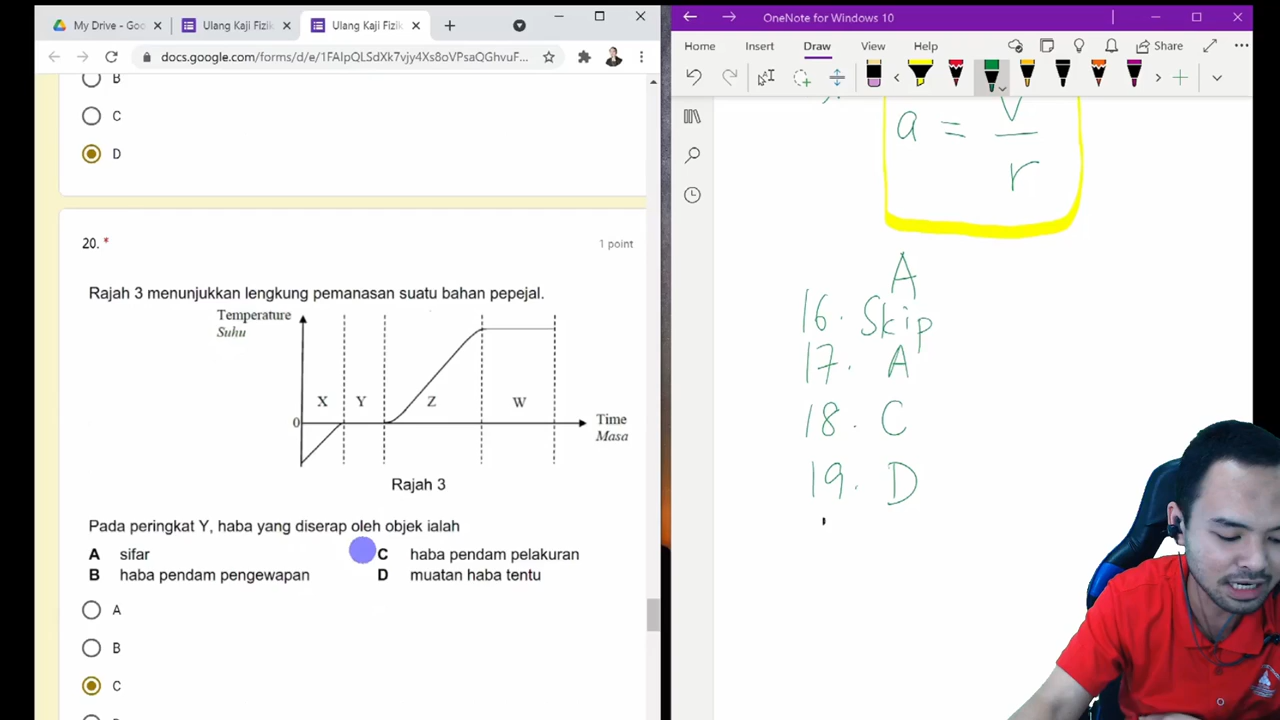 My Drive - Goo
Ulang Kaji Fizik
Ulang Kaji Fizik
docs.google.com/forms/d/e/1FAIpQLSdXk7vjy4Xs8oVPsaQGhvuF...
B
C
D
20. *
1 point
Rajah 3 menunjukkan lengkung pemanasan suatu bahan pepejal.
Temperature
Suhu
X
Y
Z
W
0
Time
Masa
Rajah 3
Pada peringkat Y, haba yang diserap oleh objek ialah
A sifar
C haba pendam pelakuran
B haba pendam pengewapan
D muatan haba tentu
A
B
C
OneNote for Windows 10
Home Insert Draw View Help
Share
a = v
r
A
16. Skip
17. A
18. C
19. D